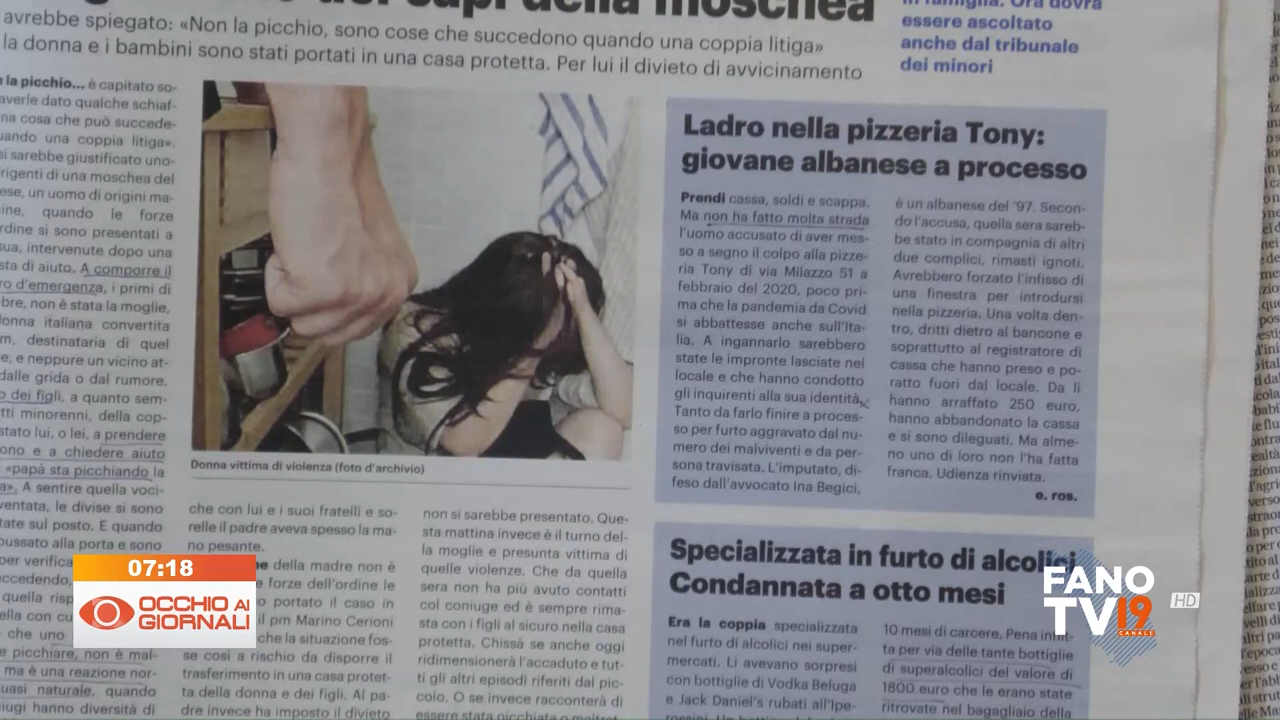 dei capi della moschea
avrebbe spiegato: «Non la picchio, sono cose che succedono quando una coppia litiga»
la donna e i bambini sono stati portati in una casa protetta. Per lui il divieto di avvicinamento
in famiglia. Ora dovrà
essere ascoltato
anche dal tribunale
dei minori
la picchio... è capitato so-
averle dato qualche schiaf-
na cosa che può succede-
uando una coppia litiga».
si sarebbe giustificato uno
irigenti di una moschea del
ese, un uomo di origini ma-
ine, quando le forze
rdine si sono presentati a
sua, intervenute dopo una
sta di aiuto. A comporre il
ro d'emergenza, i primi di
bre, non è stata la moglie,
donna italiana convertita
m, destinataria di quel
e, e neppure un vicino at-
dalle grida o dal rumore.
o dei figli, a quanto sem-
tti minorenni, della cop-
stato lui, o lei, a prendere
ono e a chiedere aiuto
«papà sta picchiando la
a». A sentire quella voci-
ventata, le divise si sono
tate sul posto. E quando
bussato alla porta e sono
per verifica
ccedendo,
quella risp
ella con cu
che uno
e picchiare, non è mal-
ma è una reazione nor-
uasi naturale, quando
iugi hanno diversità di
Donna vittima di violenza (foto d'archivio)
che con lui e i suoi fratelli e so-
relle il padre aveva spesso la ma-
no pesante.
ne della madre non è
e forze dell'ordine le
o portato il caso in
il pm Marino Cerioni
che la situazione fos-
se così a rischio da disporre il
trasferimento in una casa protet-
ta della donna e dei figli. Al pa-
dre invece ha imposto il divieto
non si sarebbe presentato. Que-
sta mattina invece è il turno del-
la moglie e presunta vittima di
quelle violenze. Che da quella
sera non ha più avuto contatti
col coniuge ed è sempre rima-
sta con i figli al sicuro nella casa
protetta. Chissà se anche oggi
ridimensionerà l'accaduto e tut-
ti gli altri episodi riferiti dal pic-
colo. O se invece racconterà di
essere stata picchiata o maltrat-
Ladro nella pizzeria Tony:
giovane albanese a processo
Prendi cassa, soldi e scappa.
Ma non ha fatto molta strada
l'uomo accusato di aver mes-
so a segno il colpo alla pizze-
ria Tony di via Milazzo 51 a
febbraio del 2020, poco pri-
ma che la pandemia da Covid
si abbattesse anche sull'Ita-
lia. A ingannarlo sarebbero
state le impronte lasciate nel
locale e che hanno condotto
gli inquirenti alla sua identità.
Tanto da farlo finire a proces-
so per furto aggravato dal nu-
mero dei malviventi e da per-
sona travisata. L'imputato, di-
feso dall'avvocato Ina Begici,
è un albanese del '97. Secon-
do l'accusa, quella sera sareb-
be stato in compagnia di altri
due complici, rimasti ignoti.
Avrebbero forzato l'infisso di
una finestra per introdursi
nella pizzeria. Una volta den-
tro, dritti dietro al bancone e
soprattutto al registratore di
cassa che hanno preso e po-
ratto fuori dal locale. Da lì
hanno arraffato 250 euro,
hanno abbandonato la cassa
e si sono dileguati. Ma alme-
no uno di loro non l'ha fatta
franca. Udienza rinviata.
e. ros.
Specializzata in furto di alcolici
Condannata a otto mesi
Era la coppia specializzata
nel furto di alcolici nei super-
mercati. Li avevano sorpresi
con bottiglie di Vodka Beluga
e Jack Daniel's rubati all'Ipe-
10 mesi di carcere. Pena inflit-
ta per via delle tante bottiglie
di superalcolici del valore di
1800 euro che le erano state
ritrovate nel bagagliaio della
07:18
OCCHIO AI
GIORNALI
FANO
TV19
CANALE
HD